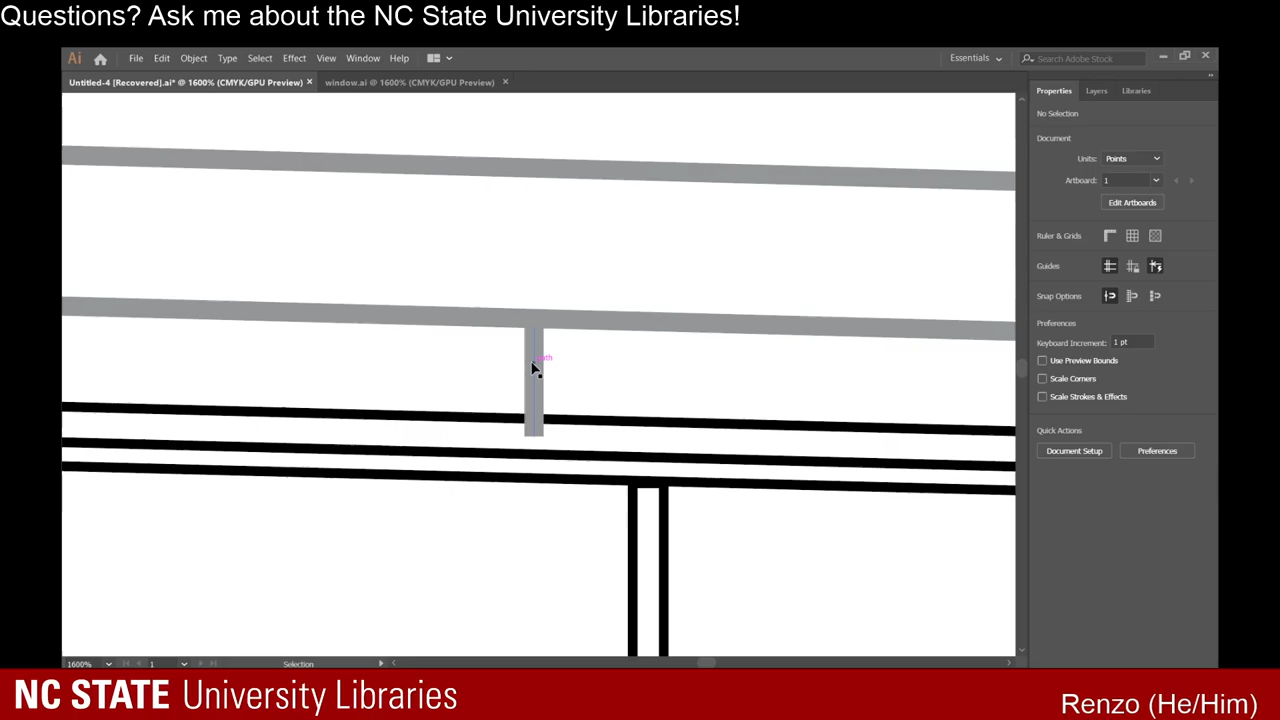 Questions? Ask me about the NC State University Libraries!
Ai File Edit Object Type Select Effect View Window Help Essentials Search Adobe Stock
Untitled-4 [Recovered].ai* @ 1600% (CMYK/GPU Preview) × window.ai @ 1600% (CMYK/GPU Preview) ×
Properties Layers Libraries
No Selection
Document
Units: Points
Artboard: 1
Edit Artboards
Ruler & Grids
Guides
Snap Options
Preferences
Keyboard Increment: 1 pt
path
Use Preview Bounds
Scale Corners
Scale Strokes & Effects
Quick Actions
Document Setup Preferences
1600% 1 Selection
NC STATE University Libraries
Renzo (He/Him)